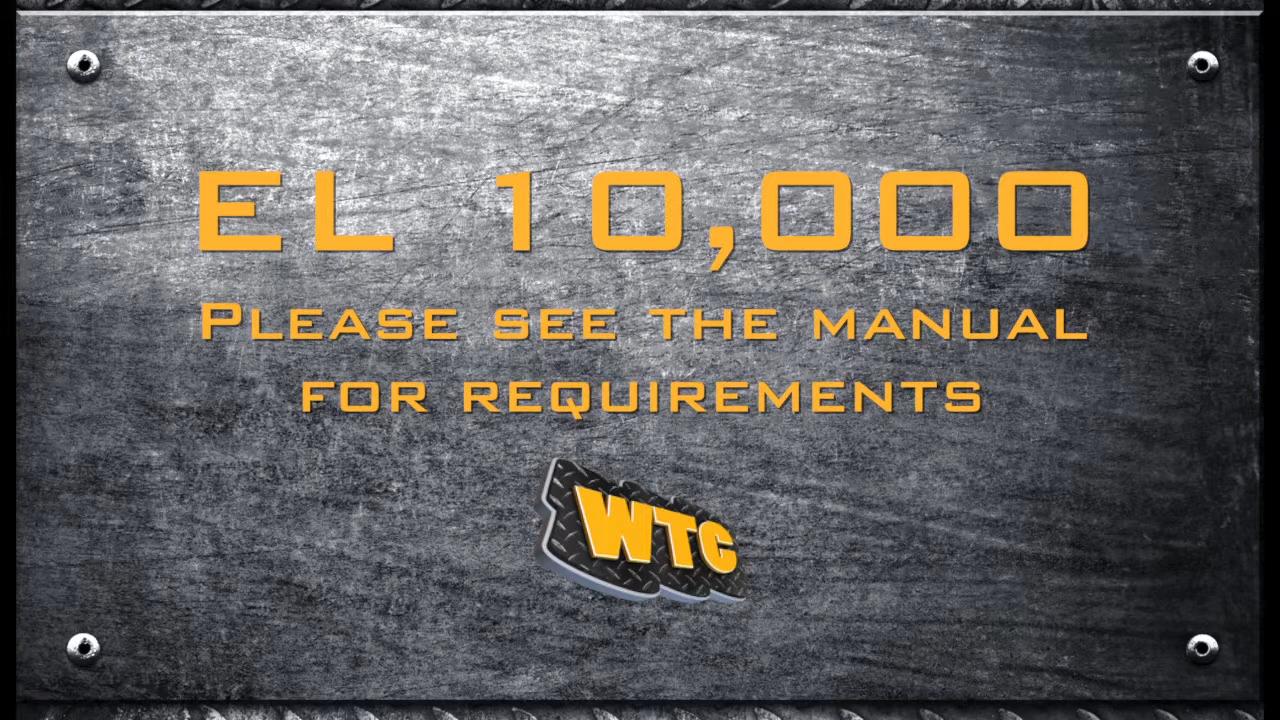 EL 10,000
PLEASE SEE THE MANUAL
FOR REQUIREMENTS
WTC